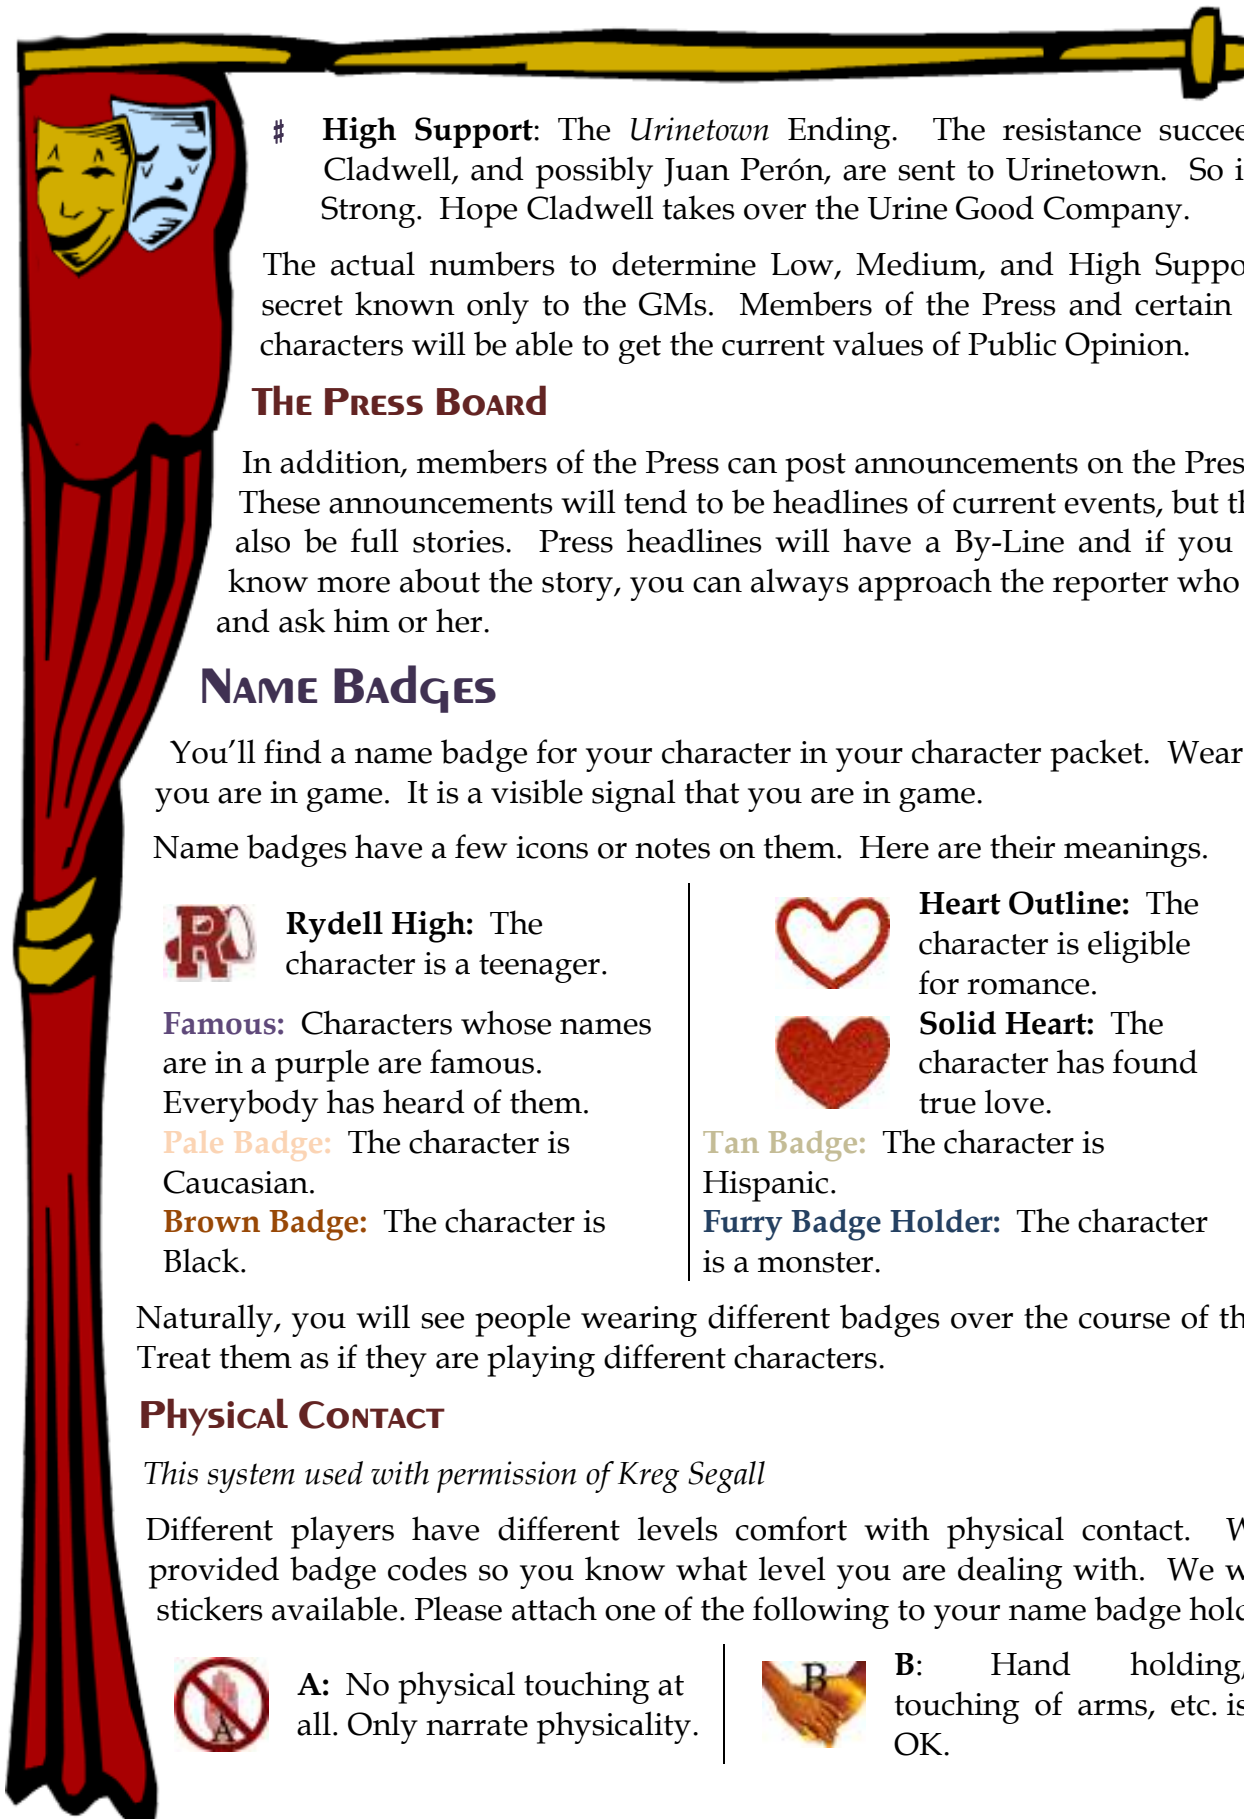 ♯ High Support: The Urinetown Ending. The resistance succee
Cladwell, and possibly Juan Perón, are sent to Urinetown. So i
Strong. Hope Cladwell takes over the Urine Good Company.
The actual numbers to determine Low, Medium, and High Suppo
secret known only to the GMs. Members of the Press and certain
characters will be able to get the current values of Public Opinion.
The Press Board
In addition, members of the Press can post announcements on the Pres
These announcements will tend to be headlines of current events, but th
also be full stories. Press headlines will have a By-Line and if you
know more about the story, you can always approach the reporter who
and ask him or her.
Name Badges
You'll find a name badge for your character in your character packet. Wear
you are in game. It is a visible signal that you are in game.
Name badges have a few icons or notes on them. Here are their meanings.
R
Rydell High: The
character is a teenager.
Famous: Characters whose names
are in a purple are famous.
Everybody has heard of them.
Pale Badge: The character is
Caucasian.
Brown Badge: The character is
Black.
Heart Outline: The
character is eligible
for romance.
Solid Heart: The
character has found
true love.
Tan Badge: The character is
Hispanic.
Furry Badge Holder: The character
is a monster.
Naturally, you will see people wearing different badges over the course of th
Treat them as if they are playing different characters.
Physical Contact
This system used with permission of Kreg Segall
Different players have different levels comfort with physical contact. W
provided badge codes so you know what level you are dealing with. We w
stickers available. Please attach one of the following to your name badge hold
A
A: No physical touching at
all. Only narrate physicality.
B
B: Hand holding,
touching of arms, etc. is
OK.